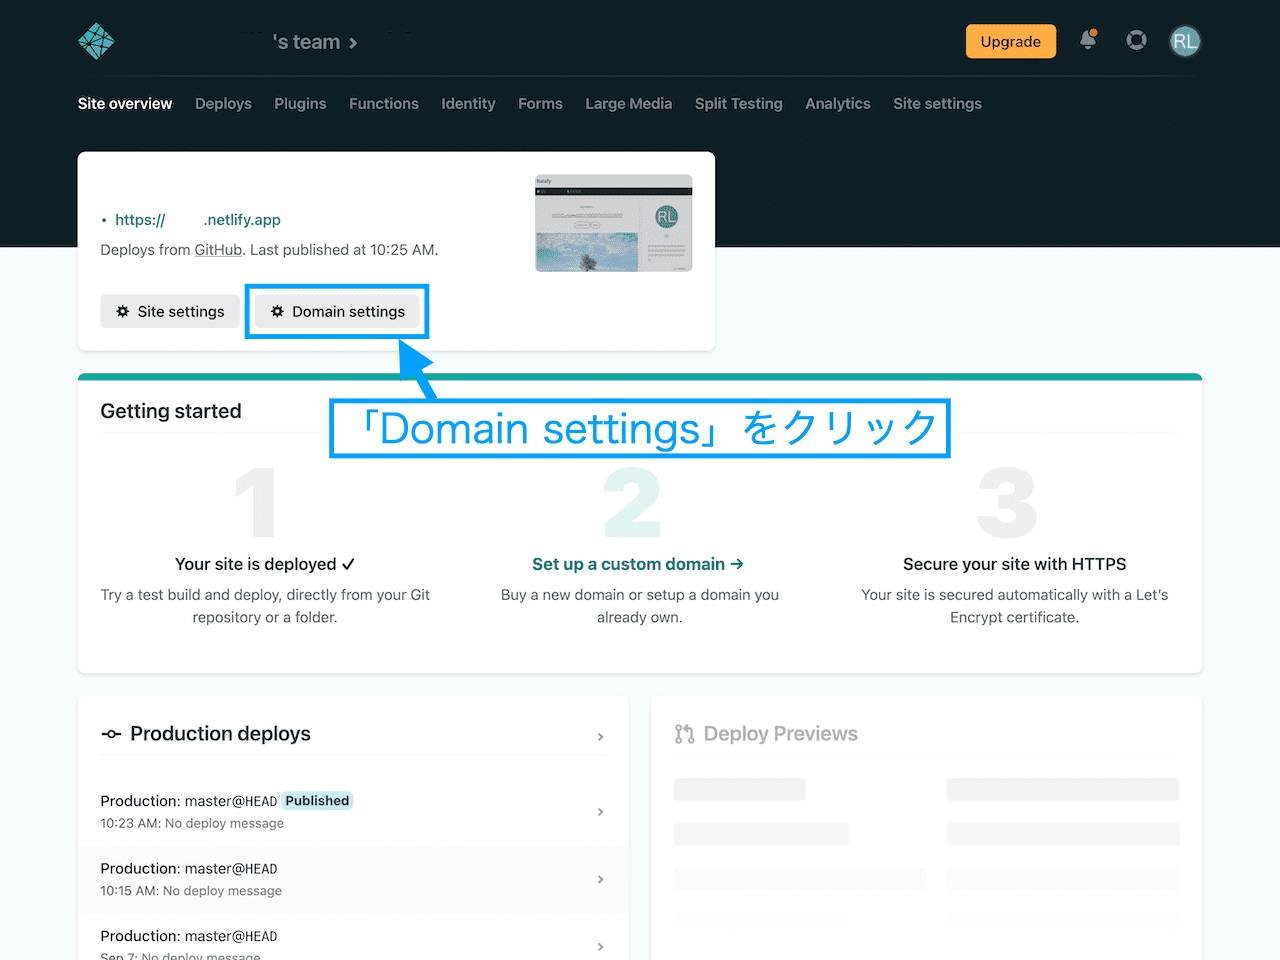 's team
Upgrade
RL
Site overview Deploys Plugins Functions Identity Forms Large Media Split Testing Analytics Site settings
https:// .netlify.app
Deploys from GitHub. Last published at 10:25 AM.
RL
Site settings Domain settings
「Domain settings」をクリック
Getting started
1 2 3
Your site is deployed ✓
Try a test build and deploy, directly from your Git
repository or a folder.
Set up a custom domain →
Buy a new domain or setup a domain you
already own.
Secure your site with HTTPS
Your site is secured automatically with a Let's
Encrypt certificate.
Production deploys
Production: master@HEAD Published
10:23 AM: No deploy message
Production: master@HEAD
10:15 AM: No deploy message
Production: master@HEAD
Sep 7: No deploy message
Deploy Previews